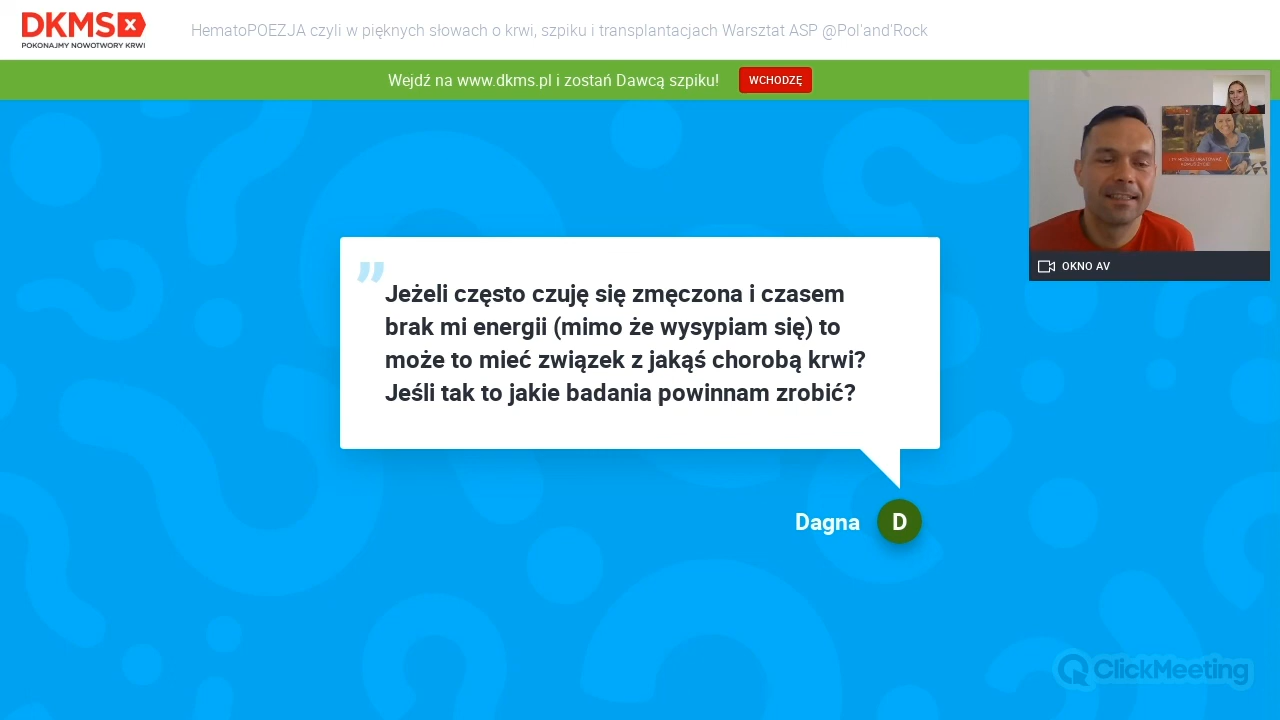 DKMS
POKONAJMY NOWOTWORY KRWI
HematoPOEZJA czyli w pięknych słowach o krwi, szpiku i transplantacjach Warsztat ASP @Pol'and'Rock
Wejdź na www.dkms.pl i zostań Dawcą szpiku!
WCHODZĘ
OKNO AV
”
Jeżeli często czuję się zmęczona i czasem
brak mi energii (mimo że wysypiam się) to
może to mieć związek z jakąś chorobą krwi?
Jeśli tak to jakie badania powinnam zrobić?
Dagna
D
ClickMeeting